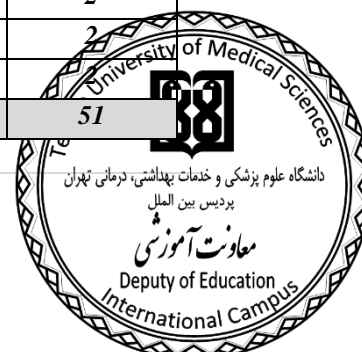 2
2
2
51
University of Medical Sciences
دانشگاه علوم پزشکی و خدمات بهداشتی، درمانی تهران
پردیس بین الملل
معاونت آموزشی
Deputy of Education
International Campus